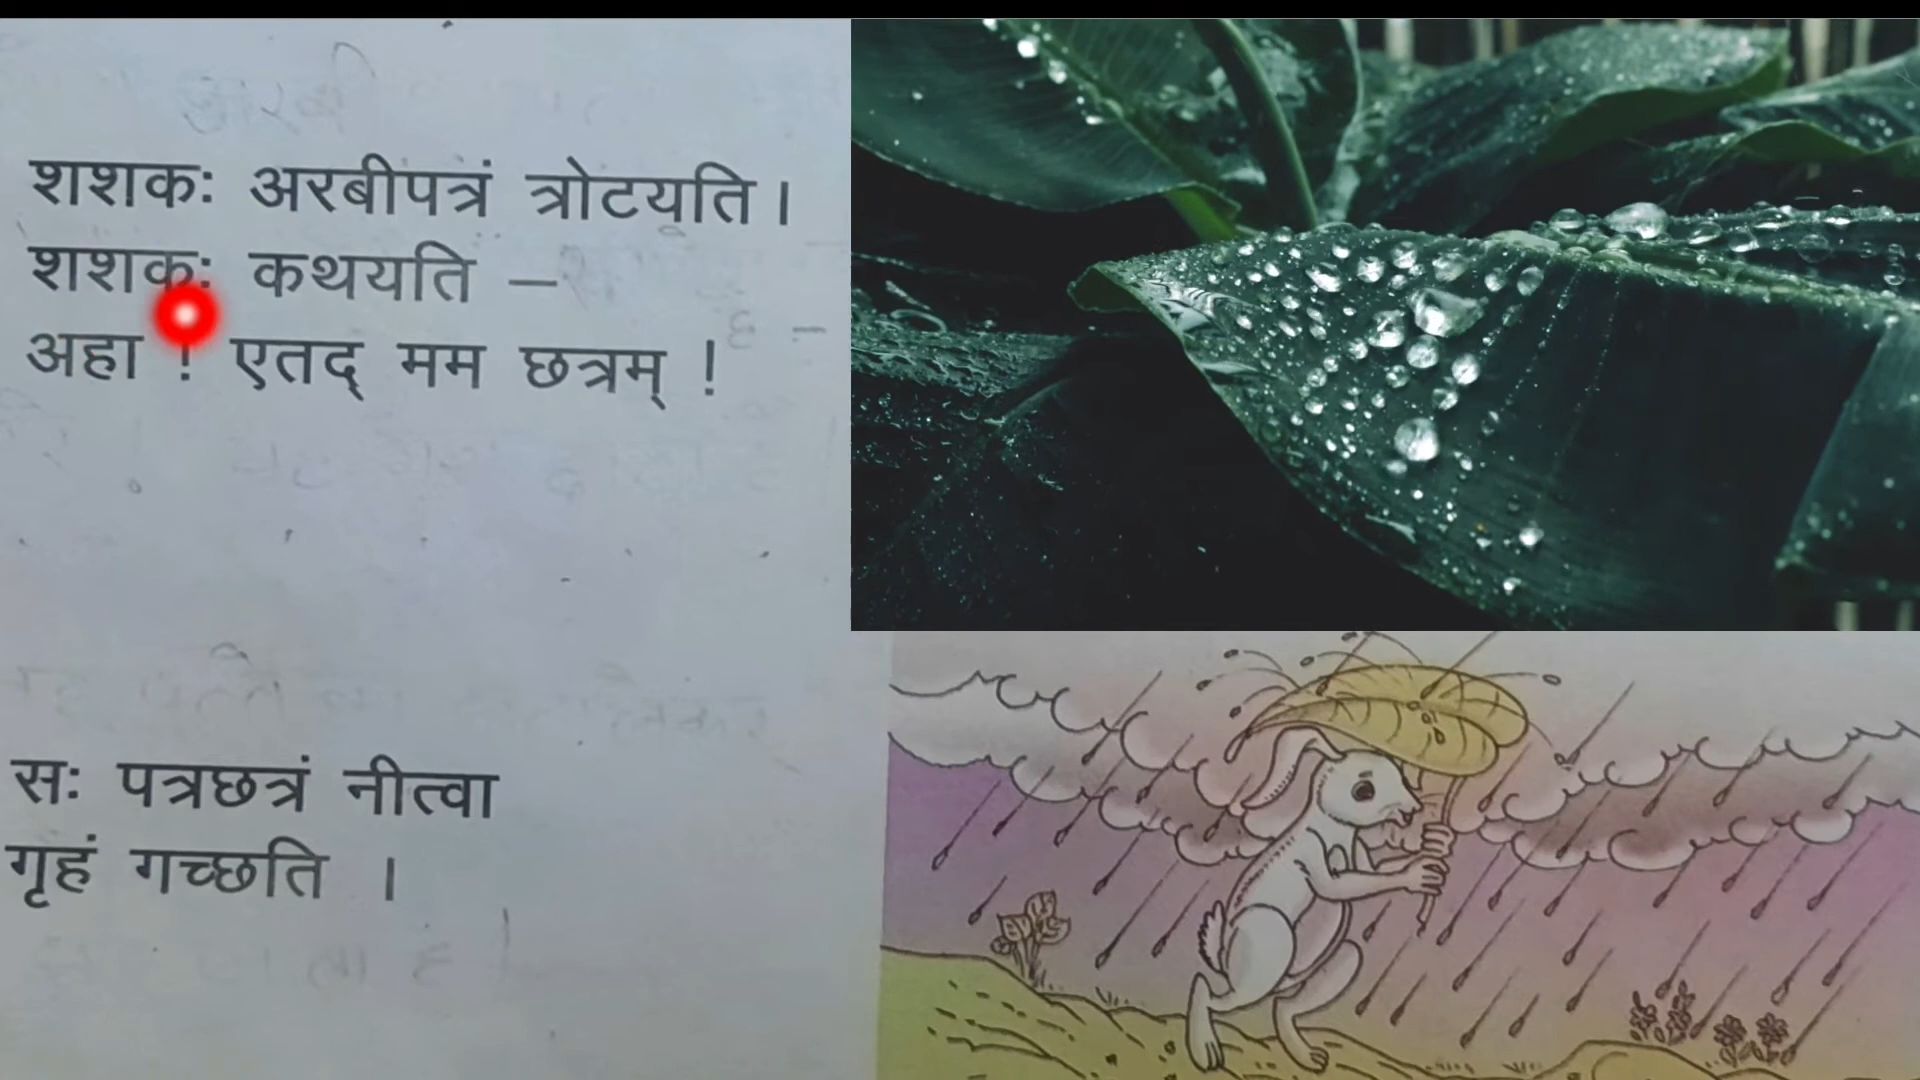 शशकः अरबीपत्रं त्रोटयति ।
शशकः कथयति –
अहा ! एतद् मम छत्रम् !
सः पत्रछत्रं नीत्वा
गृहं गच्छति ।